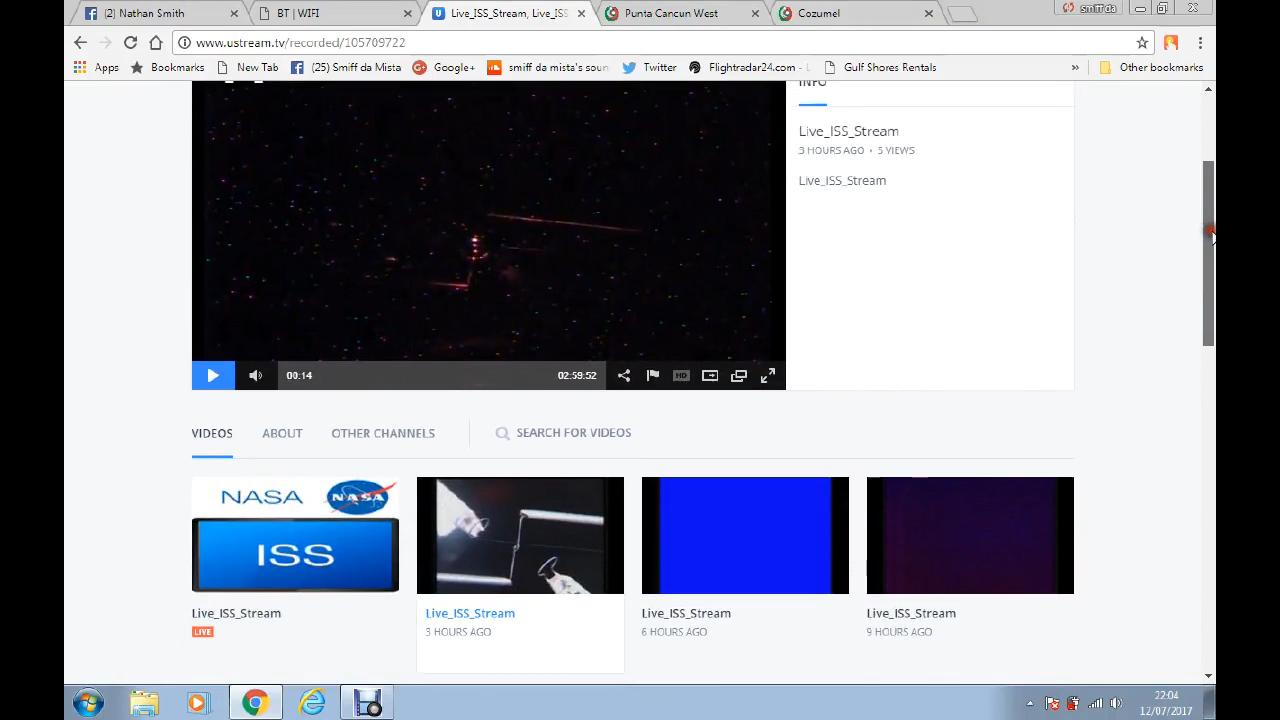 (2) Nathan Smith
BT | WIFI
Live_ISS_Stream, Live_ISS
Punta Cancun West
Cozumel
smiff da
www.ustream.tv/recorded/105709722
Apps
Bookmarks
New Tab
(25) Smiff da Mista
Google+
smiff da mista's soun
Twitter
Flightradar24.com - L
Gulf Shores Rentals
»
Other bookmarks
INFO
Live_ISS_Stream
3 HOURS AGO • 5 VIEWS
Live_ISS_Stream
00:14
02:59:52
HD
VIDEOS
ABOUT
OTHER CHANNELS
SEARCH FOR VIDEOS
NASA
NASA
ISS
Live_ISS_Stream
LIVE
Live_ISS_Stream
3 HOURS AGO
Live_ISS_Stream
6 HOURS AGO
Live_ISS_Stream
9 HOURS AGO
22:04
12/07/2017